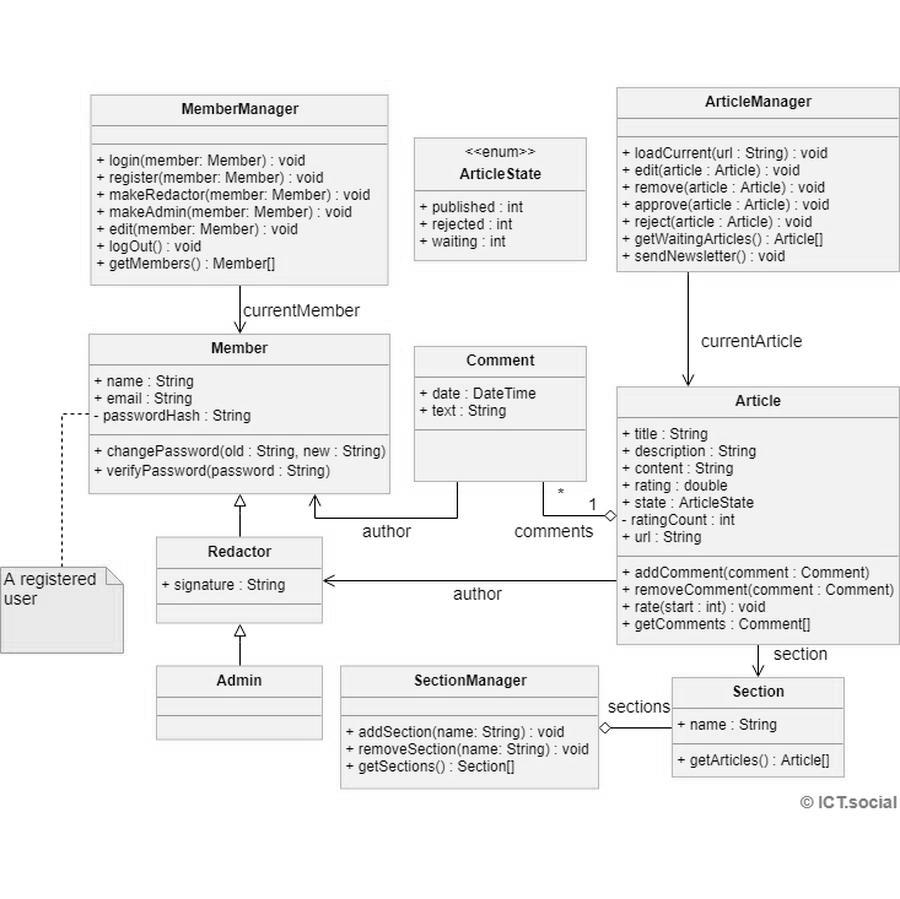 MemberManager
+ login(member: Member) : void
+ register(member: Member) : void
+ makeRedactor(member: Member) : void
+ makeAdmin(member: Member) : void
+ edit(member: Member) : void
+ logOut() : void
+ getMembers() : Member[]
<<enum>>
ArticleState
+ published : int
+ rejected : int
+ waiting : int
ArticleManager
+ loadCurrent(url : String) : void
+ edit(article : Article) : void
+ remove(article : Article) : void
+ approve(article : Article) : void
+ reject(article : Article) : void
+ getWaitingArticles() : Article[]
+ sendNewsletter() : void
currentMember
currentArticle
Member
+ name : String
+ email : String
- passwordHash : String
+ changePassword(old : String, new : String)
+ verifyPassword(password : String)
Comment
+ date : DateTime
+ text : String
Article
+ title : String
+ description : String
+ content : String
+ rating : double
+ state : ArticleState
- ratingCount : int
+ url : String
+ addComment(comment : Comment)
+ removeComment(comment : Comment)
+ rate(start : int) : void
+ getComments : Comment[]
*
1
author
comments
Redactor
+ signature : String
A registered
user
author
section
Admin
SectionManager
+ addSection(name: String) : void
+ removeSection(name: String) : void
+ getSections() : Section[]
sections
Section
+ name : String
+ getArticles() : Article[]
© ICT.social